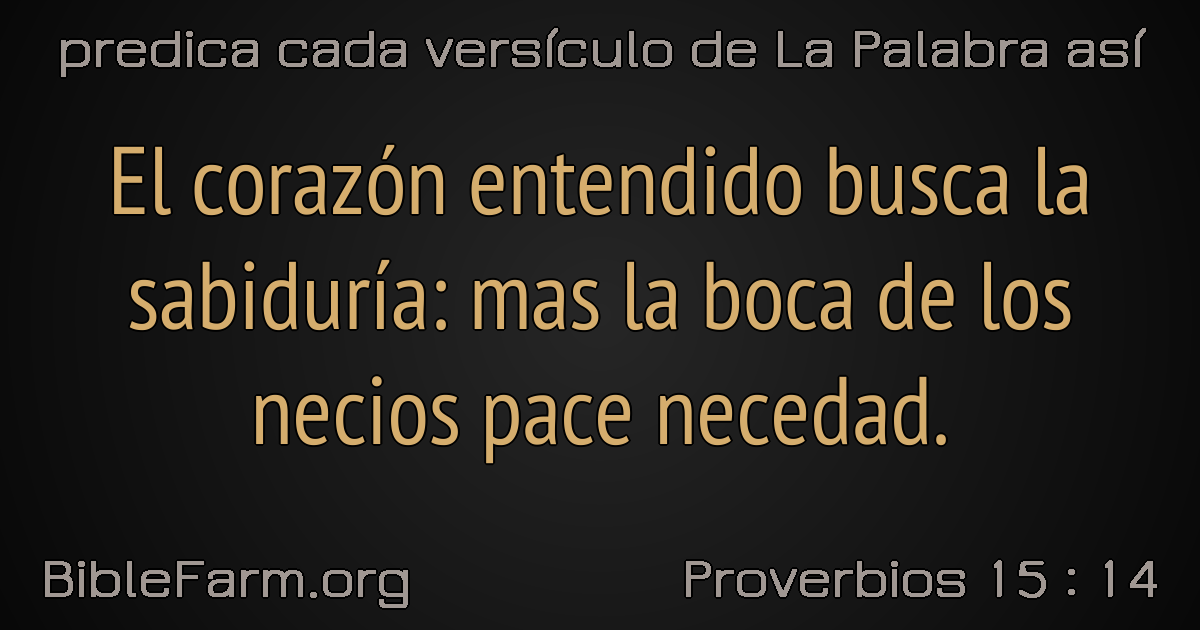 predica cada versículo de La Palabra así
El corazón entendido busca la
sabiduría: mas la boca de los
necios pace necedad.
BibleFarm.org
Proverbios 15 : 14